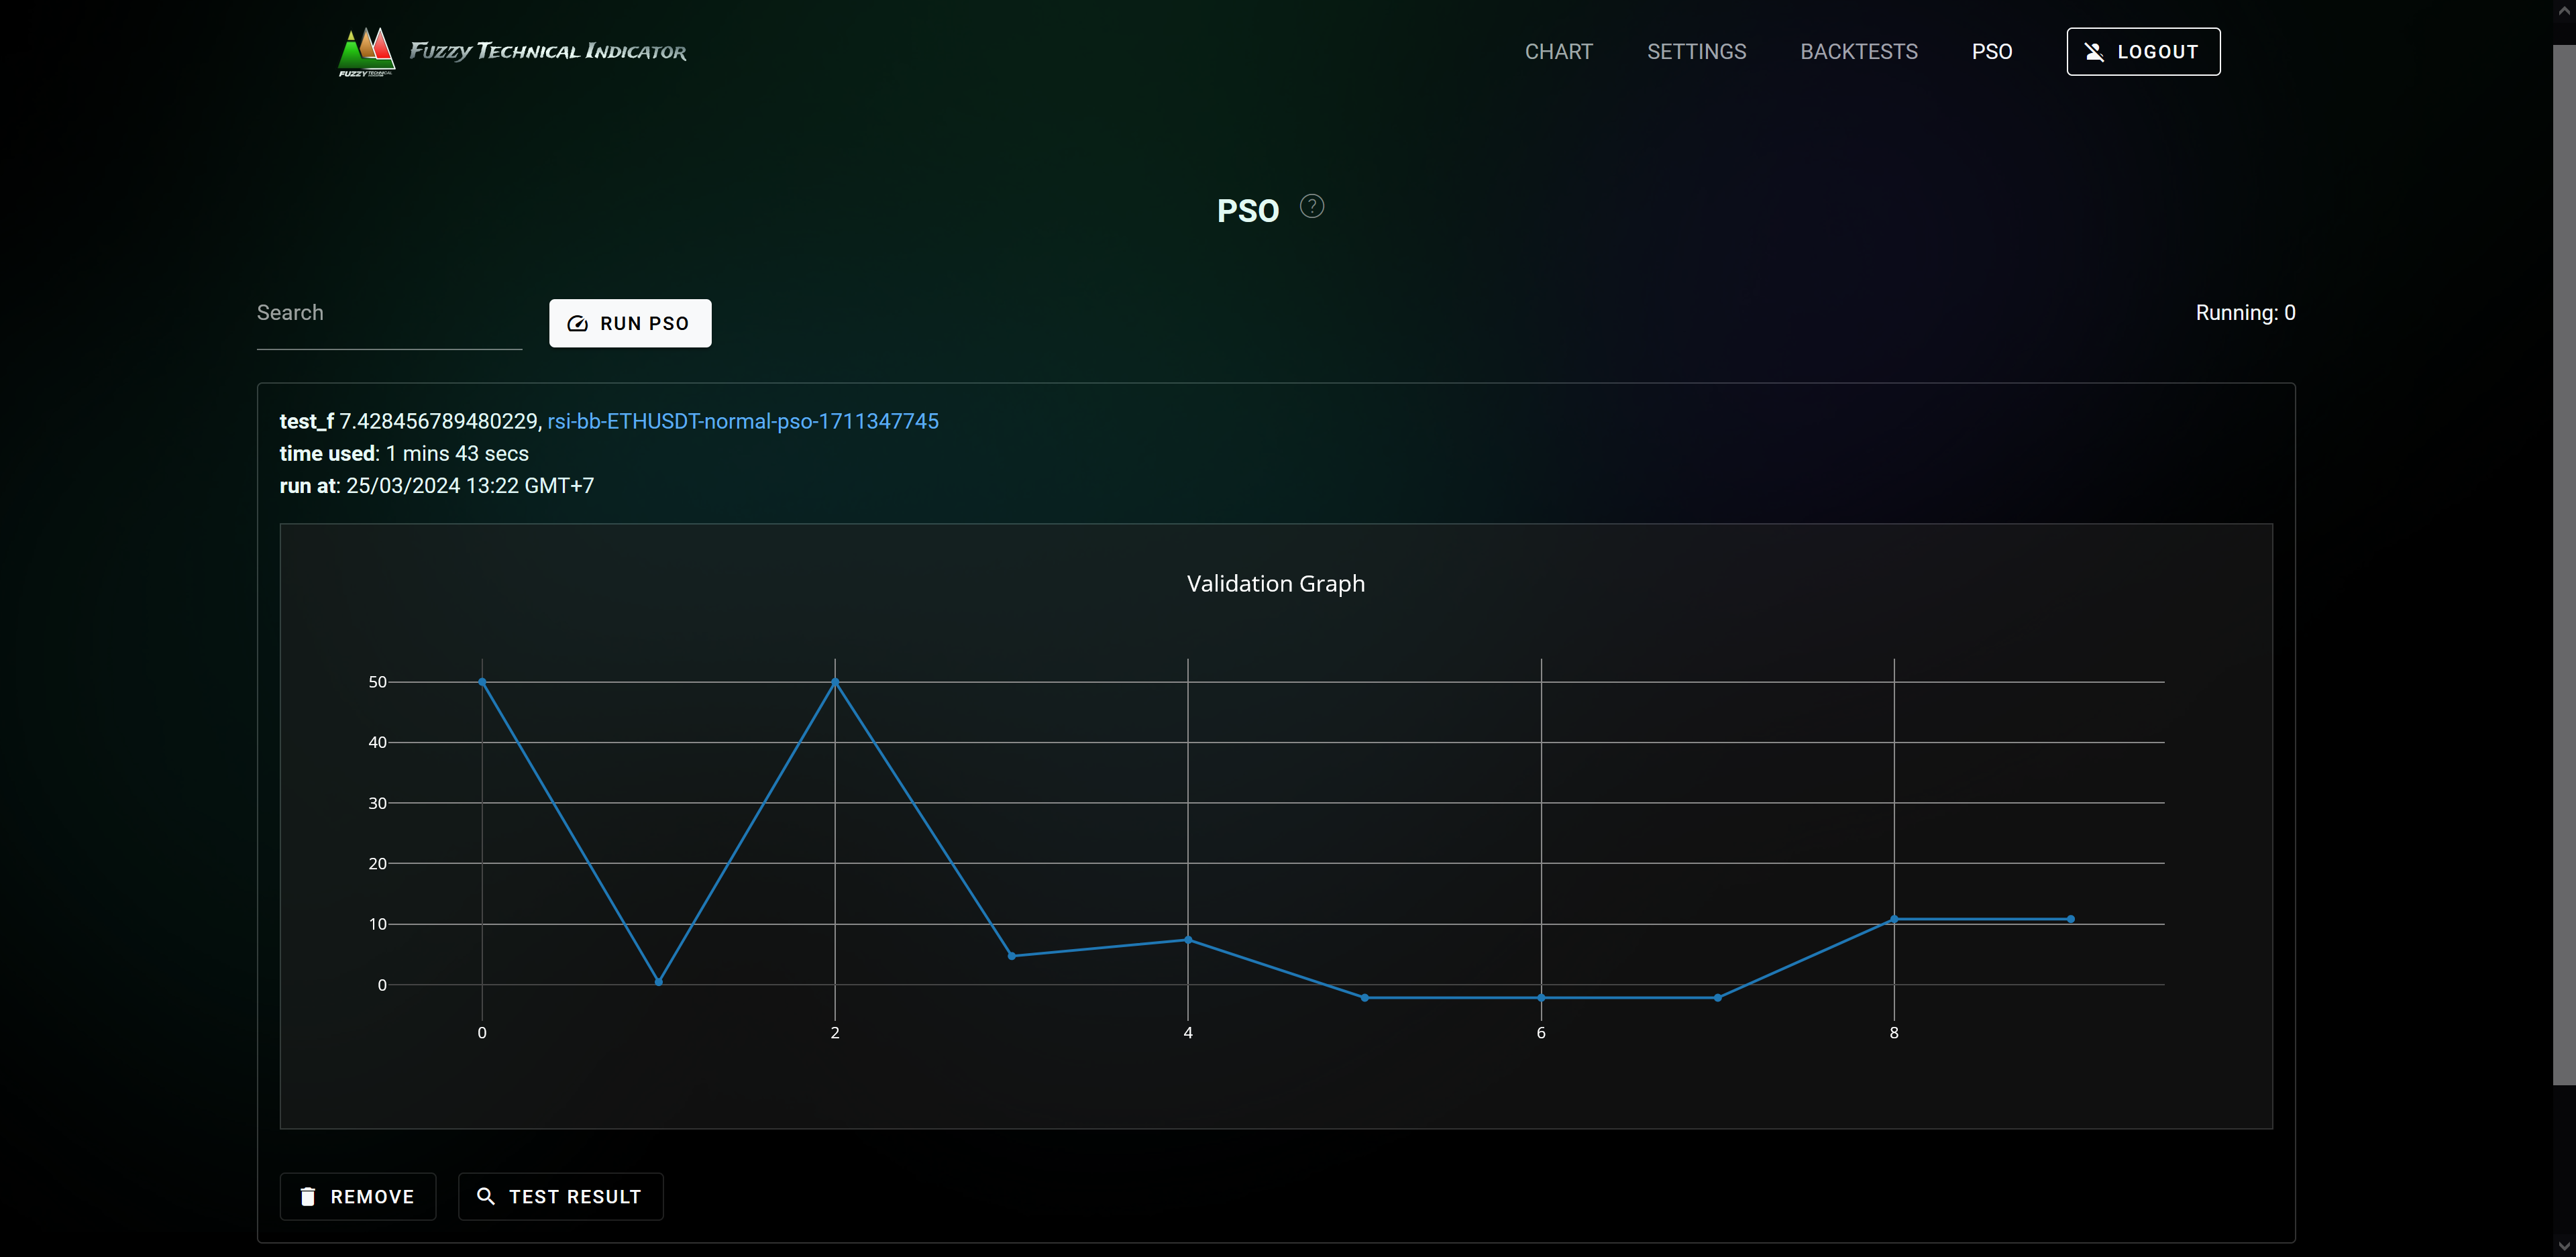 FUZZY TECHNICAL
Fuzzy Technical Indicator
CHART
SETTINGS
BACKTESTS
PSO
LOGOUT
PSO ?
Search
RUN PSO
Running: 0
test_f 7.428456789480229, rsi-bb-ETHUSDT-normal-pso-1711347745
time used: 1 mins 43 secs
run at: 25/03/2024 13:22 GMT+7
Validation Graph
50
40
30
20
10
0
0 2 4 6 8
REMOVE
TEST RESULT